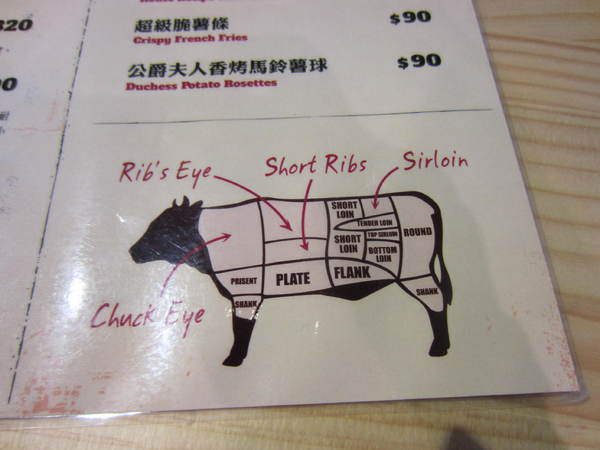 320
超級脆薯條 $90
Crispy French Fries
公爵夫人香烤馬鈴薯球 $90
Duchess Potato Rosettes
Rib's Eye
Short Ribs
Sirloin
SHORT
LOIN
TENDER LOIN
TOP SIRLOIN
SHORT
LOIN
BOTTOM
LOIN
ROUND
PRISENT
PLATE
FLANK
SHANK
SHANK
Chuck Eye